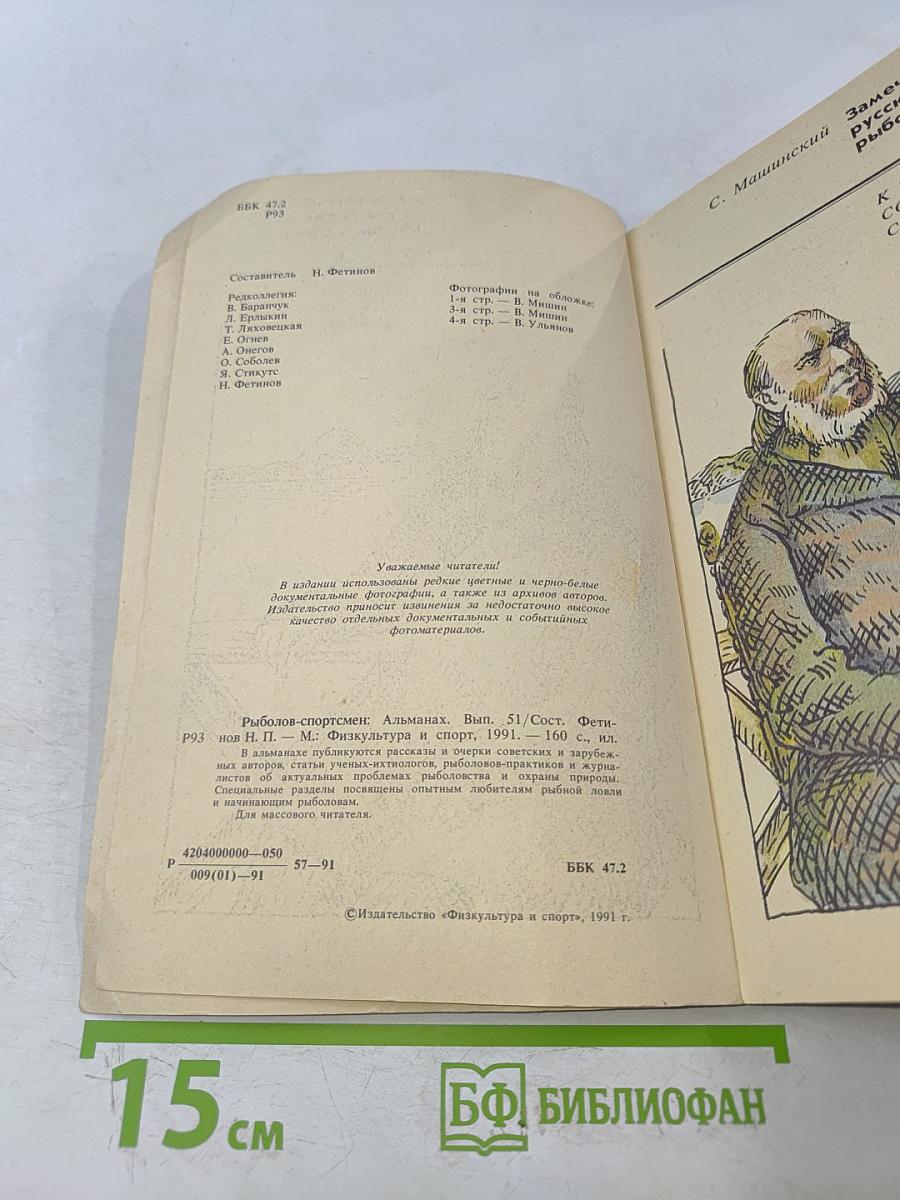 ББК 47.2
Р93
Составитель Н. Фетинов
Редколлегия:
В. Баранчук
Л. Ерлыкин
Т. Ляховецкая
Е. Огнев
А. Онегов
О. Соболев
Я. Стикутс
Н. Фетинов
Фотографии на обложке:
1-я стр. — В. Мишин
3-я стр. — В. Мишин
4-я стр. — В. Ульянов
Уважаемые читатели!
В издании использованы редкие цветные и черно-белые
документальные фотографии, а также из архивов авторов.
Издательство приносит извинения за недостаточно высокое
качество отдельных документальных и событийных
фотоматериалов.
Рыболов-спортсмен: Альманах. Вып. 51/Сост. Фети-
Р93 нов Н. П. — М.: Физкультура и спорт, 1991. — 160 с., ил.
В альманахе публикуются рассказы и очерки советских и зарубеж-
ных авторов, статьи ученых-ихтиологов, рыболовов-практиков и журна-
листов об актуальных проблемах рыболовства и охраны природы.
Специальные разделы посвящены опытным любителям рыбной ловли
и начинающим рыболовам.
Для массового читателя.
Р 4204000000—050
009(01)—91
57—91
ББК 47.2
©Издательство «Физкультура и спорт», 1991 г.
С. Машинский
15 см
БФ БИБЛИОФАН